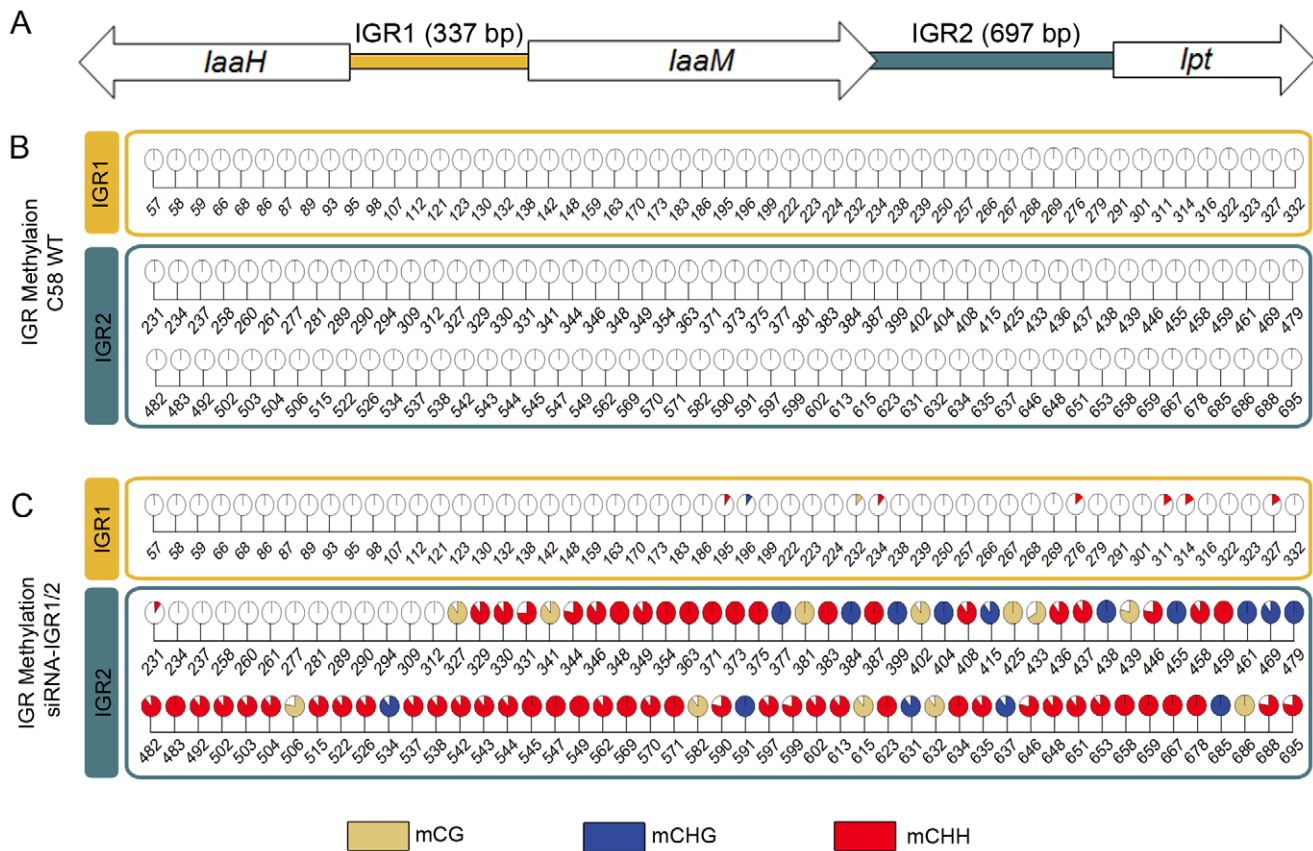 A
IaaH
IGR1 (337 bp)
IaaM
IGR2 (697 bp)
Ipt
B
IGR Methylaion
C58 WT
IGR1
57 58 59 66 68 86 87 89 93 95 98 107 112 121 123 130 132 138 142 148 159 163 170 173 183 186 195 196 199 222 223 224 232 234 238 239 250 257 266 267 268 269 276 279 291 301 311 314 316 322 323 327 332
IGR2
231 234 237 258 260 261 277 281 289 290 294 309 312 327 329 330 331 341 344 346 348 349 354 363 371 373 375 377 381 383 384 387 399 402 404 408 415 425 433 436 437 438 439 446 455 458 459 461 469 479
482 483 492 502 503 504 506 515 522 526 534 537 538 542 543 544 545 547 549 562 569 570 571 582 590 591 597 599 602 613 615 623 631 632 634 635 637 646 648 651 653 658 659 667 678 685 686 688 695
C
IGR Methylation
siRNA-IGR1/2
IGR1
57 58 59 66 68 86 87 89 93 95 98 107 112 121 123 130 132 138 142 148 159 163 170 173 183 186 195 196 199 222 223 224 232 234 238 239 250 257 266 267 268 269 276 279 291 301 311 314 316 322 323 327 332
IGR2
231 234 237 258 260 261 277 281 289 290 294 309 312 327 329 330 331 341 344 346 348 349 354 363 371 373 375 377 381 383 384 387 399 402 404 408 415 425 433 436 437 438 439 446 455 458 459 461 469 479
482 483 492 502 503 504 506 515 522 526 534 537 538 542 543 544 545 547 549 562 569 570 571 582 590 591 597 599 602 613 615 623 631 632 634 635 637 646 648 651 653 658 659 667 678 685 686 688 695
mCG
mCHG
mCHH